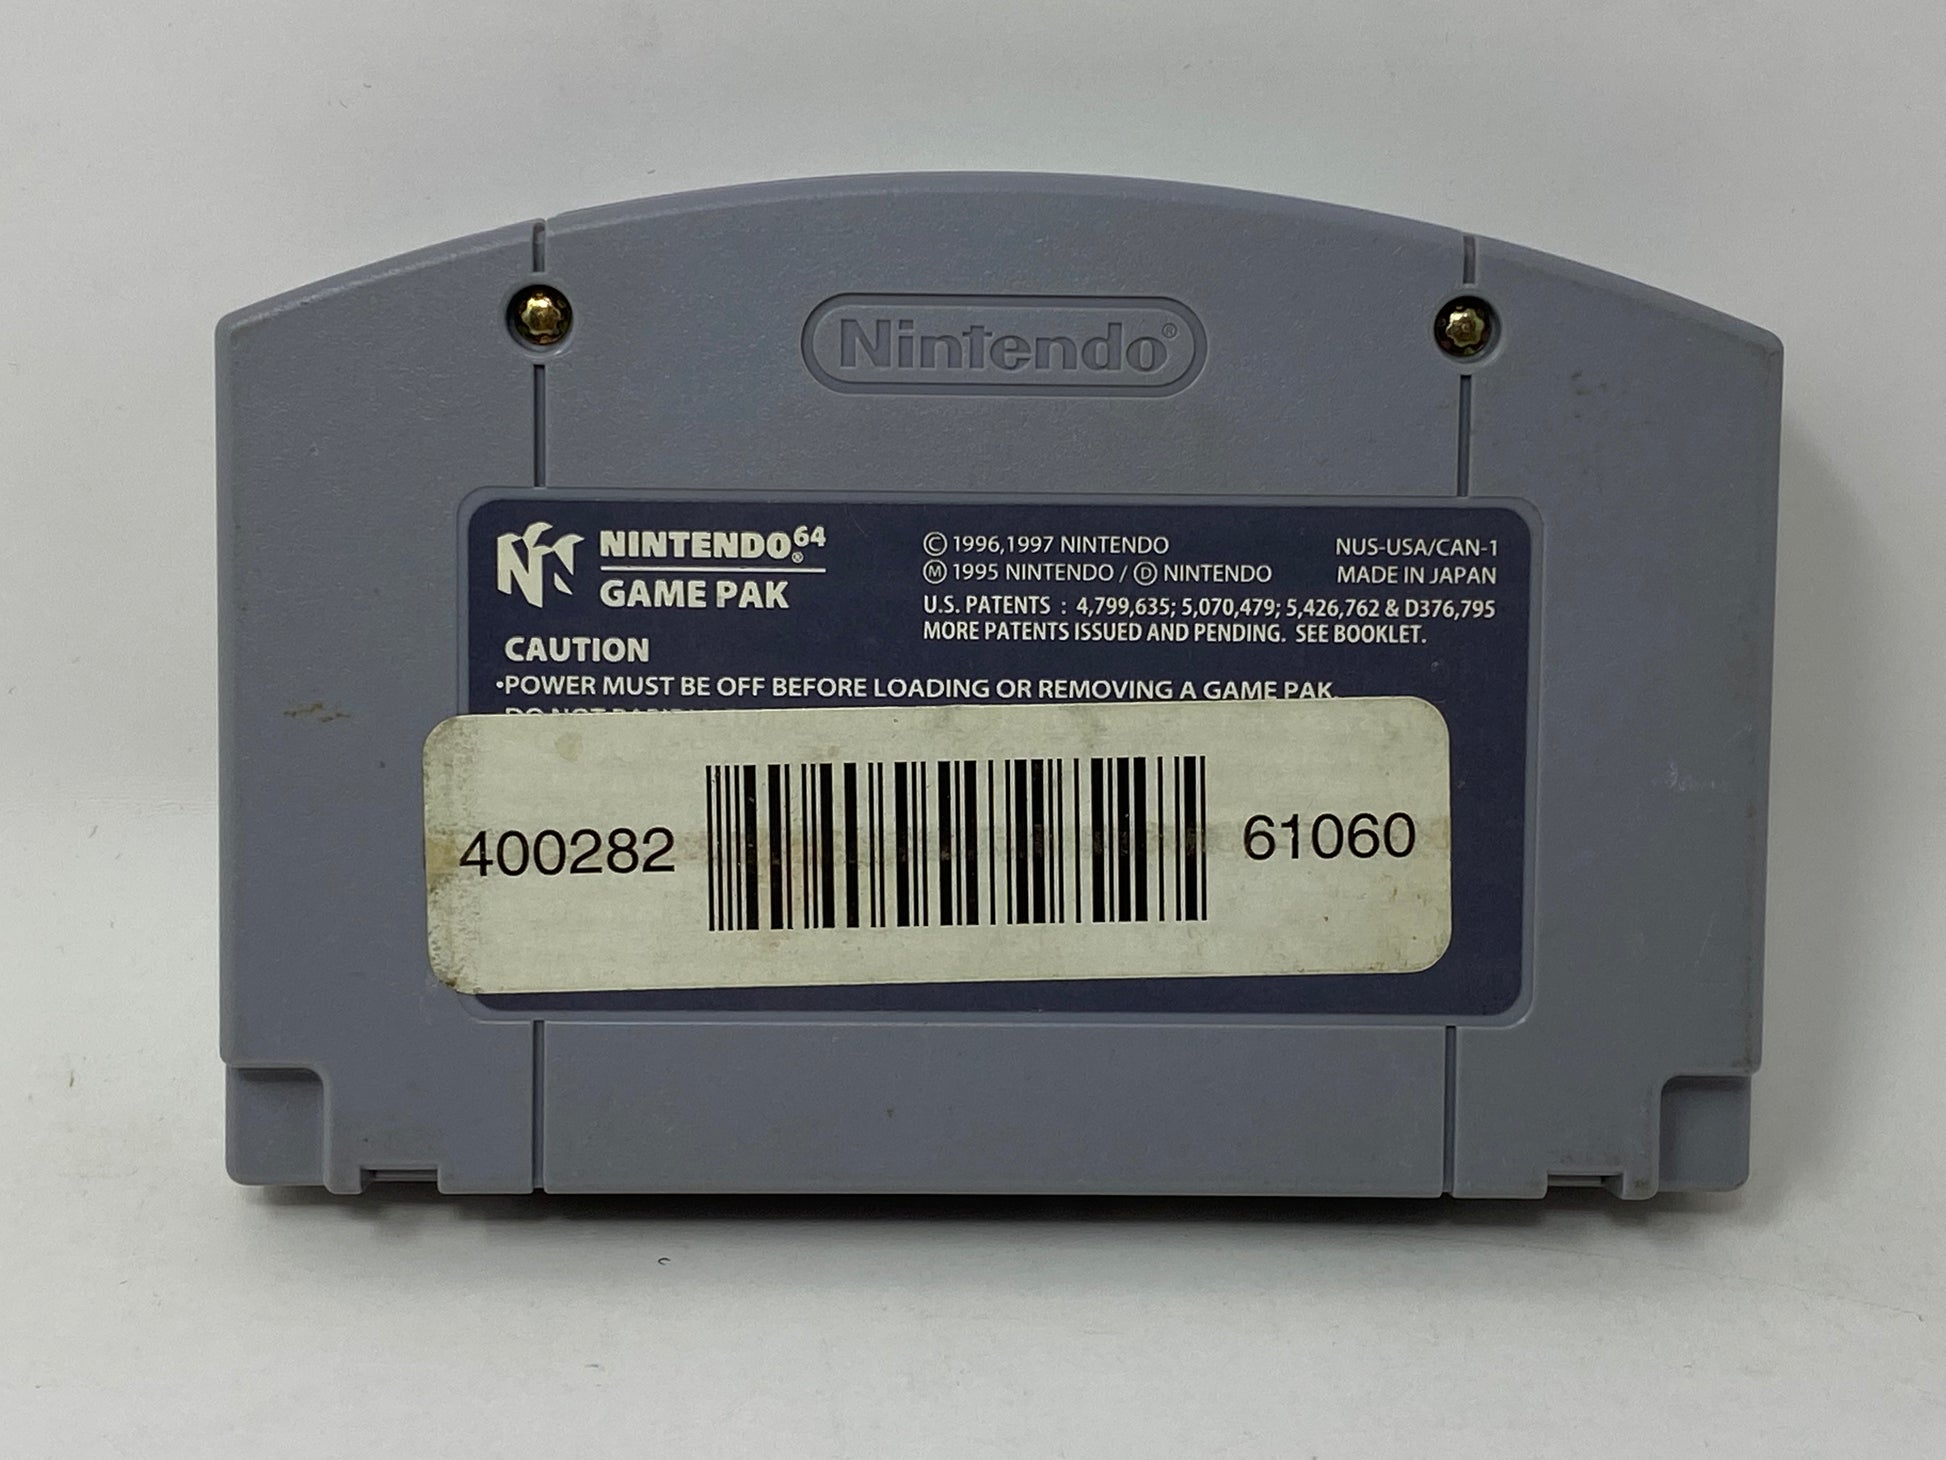 Nintendo®
NINTENDO64®
GAME PAK
© 1996,1997 NINTENDO
Ⓜ 1995 NINTENDO / Ⓓ NINTENDO
NUS-USA/CAN-1
MADE IN JAPAN
U.S. PATENTS : 4,799,635; 5,070,479; 5,426,762 & D376,795
MORE PATENTS ISSUED AND PENDING. SEE BOOKLET.
CAUTION
•POWER MUST BE OFF BEFORE LOADING OR REMOVING A GAME PAK.
DO NOT
400282 61060